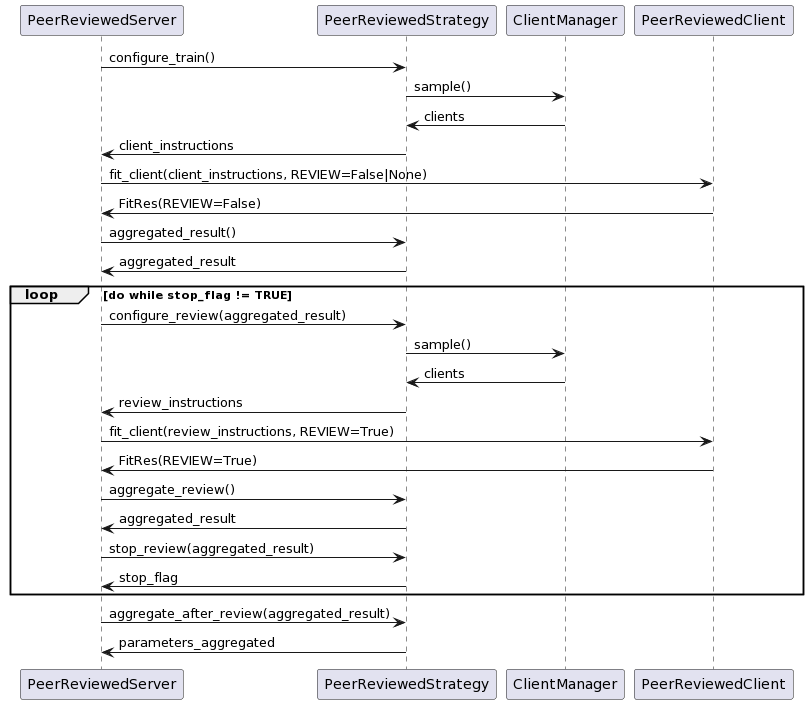 PeerReviewedServer PeerReviewedStrategy ClientManager PeerReviewedClient
configure_train()
sample()
clients
client_instructions
fit_client(client_instructions, REVIEW=False|None)
FitRes(REVIEW=False)
aggregated_result()
aggregated_result
loop [do while stop_flag != TRUE]
configure_review(aggregated_result)
sample()
clients
review_instructions
fit_client(review_instructions, REVIEW=True)
FitRes(REVIEW=True)
aggregate_review()
aggregated_result
stop_review(aggregated_result)
stop_flag
aggregate_after_review(aggregated_result)
parameters_aggregated
PeerReviewedServer PeerReviewedStrategy ClientManager PeerReviewedClient